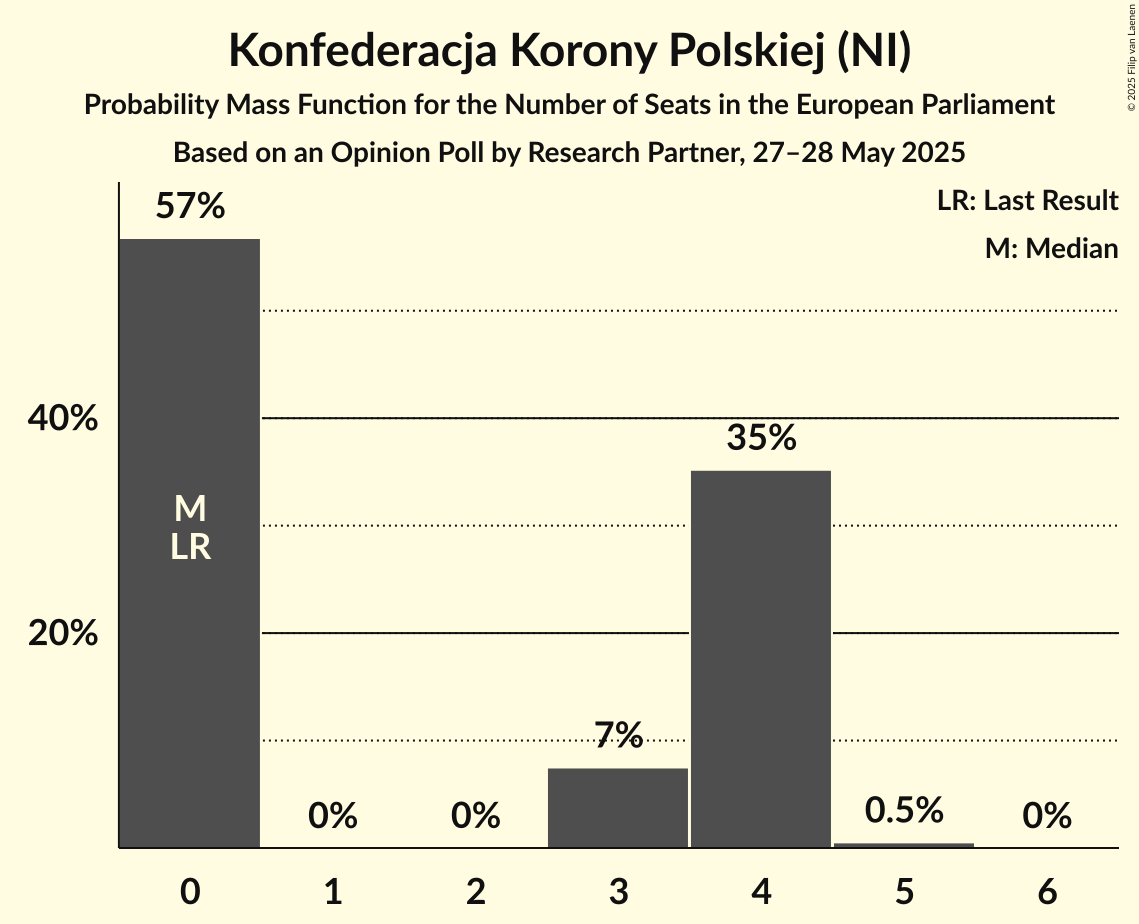 Konfederacja Korony Polskiej (NI)
Probability Mass Function for the Number of Seats in the European Parliament
Based on an Opinion Poll by Research Partner, 27–28 May 2025
© 2025 Filip van Laenen
LR: Last Result
M: Median
57%
40%
35%
M
LR
20%
7%
0%
0%
0.5%
0%
0 1 2 3 4 5 6